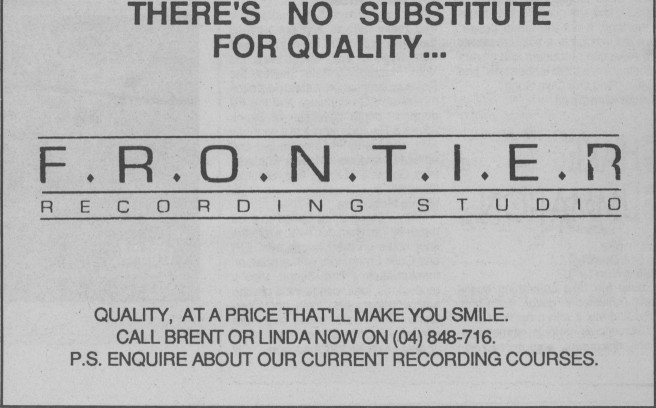 THERE'S NO SUBSTITUTE
FOR QUALITY...
F.R.O.N.T.I.E.R
RECORDING STUDIO
QUALITY, AT A PRICE THAT'LL MAKE YOU SMILE.
CALL BRENT OR LINDA NOW ON (04) 848-716.
P.S. ENQUIRE ABOUT OUR CURRENT RECORDING COURSES.